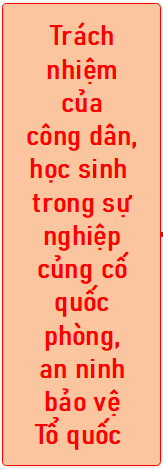 Trách
nhiệm
của
công dân,
học sinh
trong sự
nghiệp
củng cố
quốc
phòng,
an ninh
bảo vệ
Tổ quốc